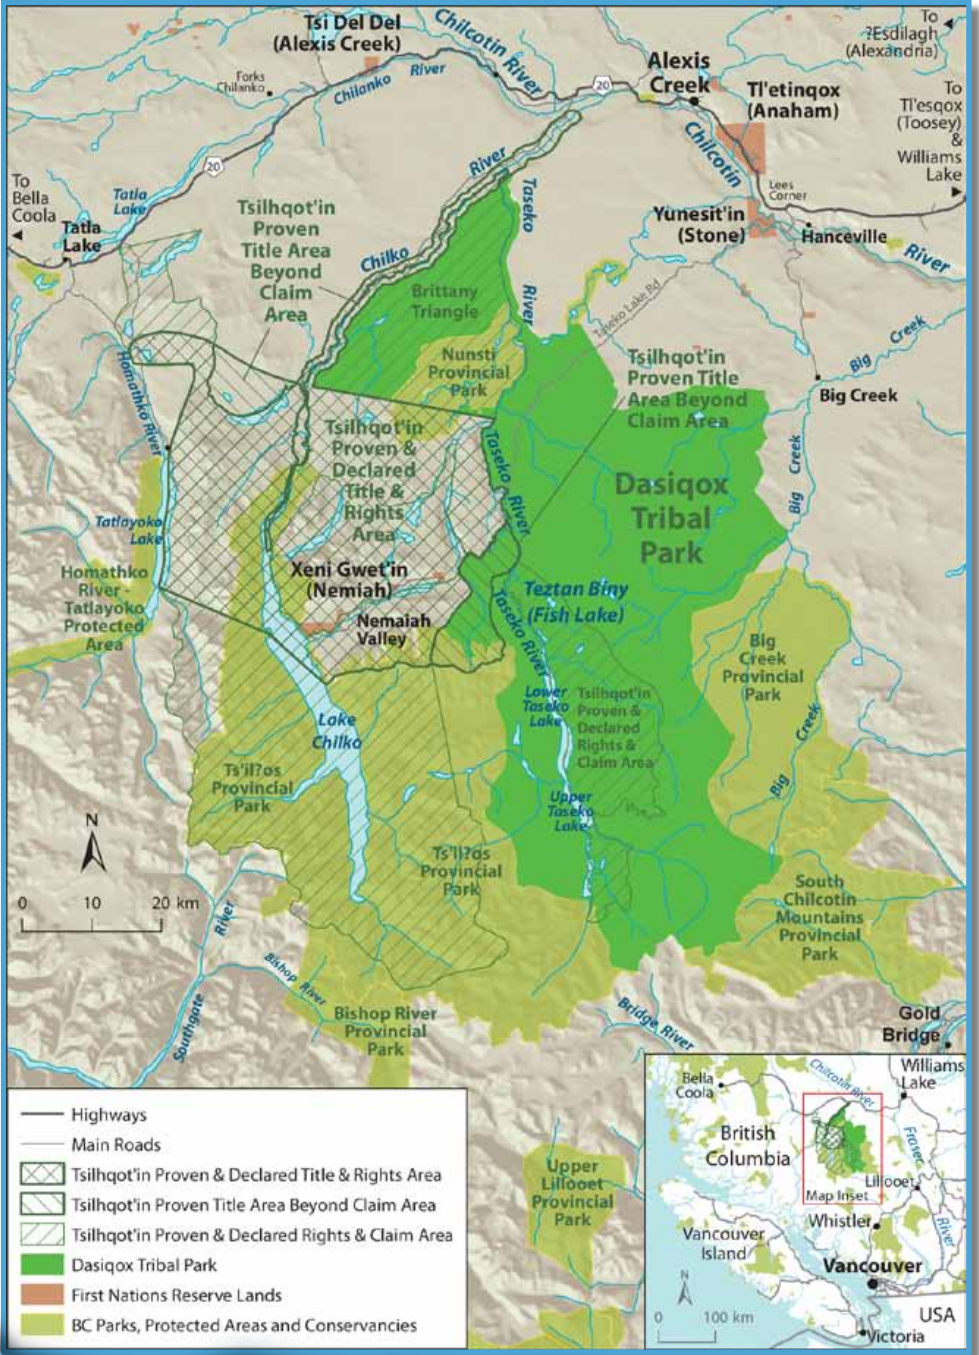 Tsi Del Del
(Alexis Creek)
Chilcotin River
To
?Esdilagh
(Alexandria)
Forks
Chilanko
Chilanko
River
20
Alexis
Creek
Tl'etinqox
(Anaham)
To
Tl'esqox
(Toosey)
&
Williams
Lake
20
Chilcotin
River
To
Bella
Coola
Tatla
Lake
Tatla
Lake
Tsilhqot'in
Proven
Title Area
Beyond
Claim
Area
Taseko
River
Lees
Corner
Yunesit'in
(Stone)
Hanceville
River
Chilko
Brittany
Triangle
Taseko Lake Rd
Nunsti
Provincial
Park
Tsilhqot'in
Proven Title
Area Beyond
Claim Area
Big Creek
Big Creek
Homathko River
Tsilhqot'in
Proven &
Declared
Title &
Rights
Area
Taseko River
Dasiqox
Tribal
Park
Big Creek
Tatlayoko
Lake
Homathko
River -
Tatlayoko
Protected
Area
Xeni Gwet'in
(Nemiah)
Nemaiah
Valley
Teztan Biny
(Fish Lake)
Taseko River
Big
Creek
Provincial
Park
Lower
Taseko
Lake
Tsilhqot'in
Proven &
Declared
Rights &
Claim Area
Lake
Chilko
Big Creek
Ts'il?os
Provincial
Park
Upper
Taseko
Lake
N
0 10 20 km
Ts'il?os
Provincial
Park
South
Chilcotin
Mountains
Provincial
Park
Southgate River
Bishop River
Bishop River
Provincial
Park
Bridge River
Gold
Bridge
Highways
Main Roads
Tsilhqot'in Proven & Declared Title & Rights Area
Tsilhqot'in Proven Title Area Beyond Claim Area
Tsilhqot'in Proven & Declared Rights & Claim Area
Dasiqox Tribal Park
First Nations Reserve Lands
BC Parks, Protected Areas and Conservancies
Upper
Lillooet
Provincial
Park
Bella
Coola
Chilcotin River
Williams
Lake
British
Columbia
Fraser
River
Lillooet
Map Inset
Whistler
Vancouver
Island
Vancouver
N
0 100 km
USA
Victoria